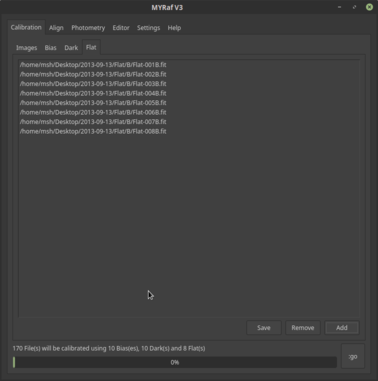 MYRaf V3
Calibration Align Photometry Editor Settings Help
Images Bias Dark Flat
/home/msh/Desktop/2013-09-13/Flat/B/Flat-001B.fit
/home/msh/Desktop/2013-09-13/Flat/B/Flat-002B.fit
/home/msh/Desktop/2013-09-13/Flat/B/Flat-003B.fit
/home/msh/Desktop/2013-09-13/Flat/B/Flat-004B.fit
/home/msh/Desktop/2013-09-13/Flat/B/Flat-005B.fit
/home/msh/Desktop/2013-09-13/Flat/B/Flat-006B.fit
/home/msh/Desktop/2013-09-13/Flat/B/Flat-007B.fit
/home/msh/Desktop/2013-09-13/Flat/B/Flat-008B.fit
Save Remove Add
170 File(s) will be calibrated using 10 Bias(es), 10 Dark(s) and 8 Flat(s)
0%
:go